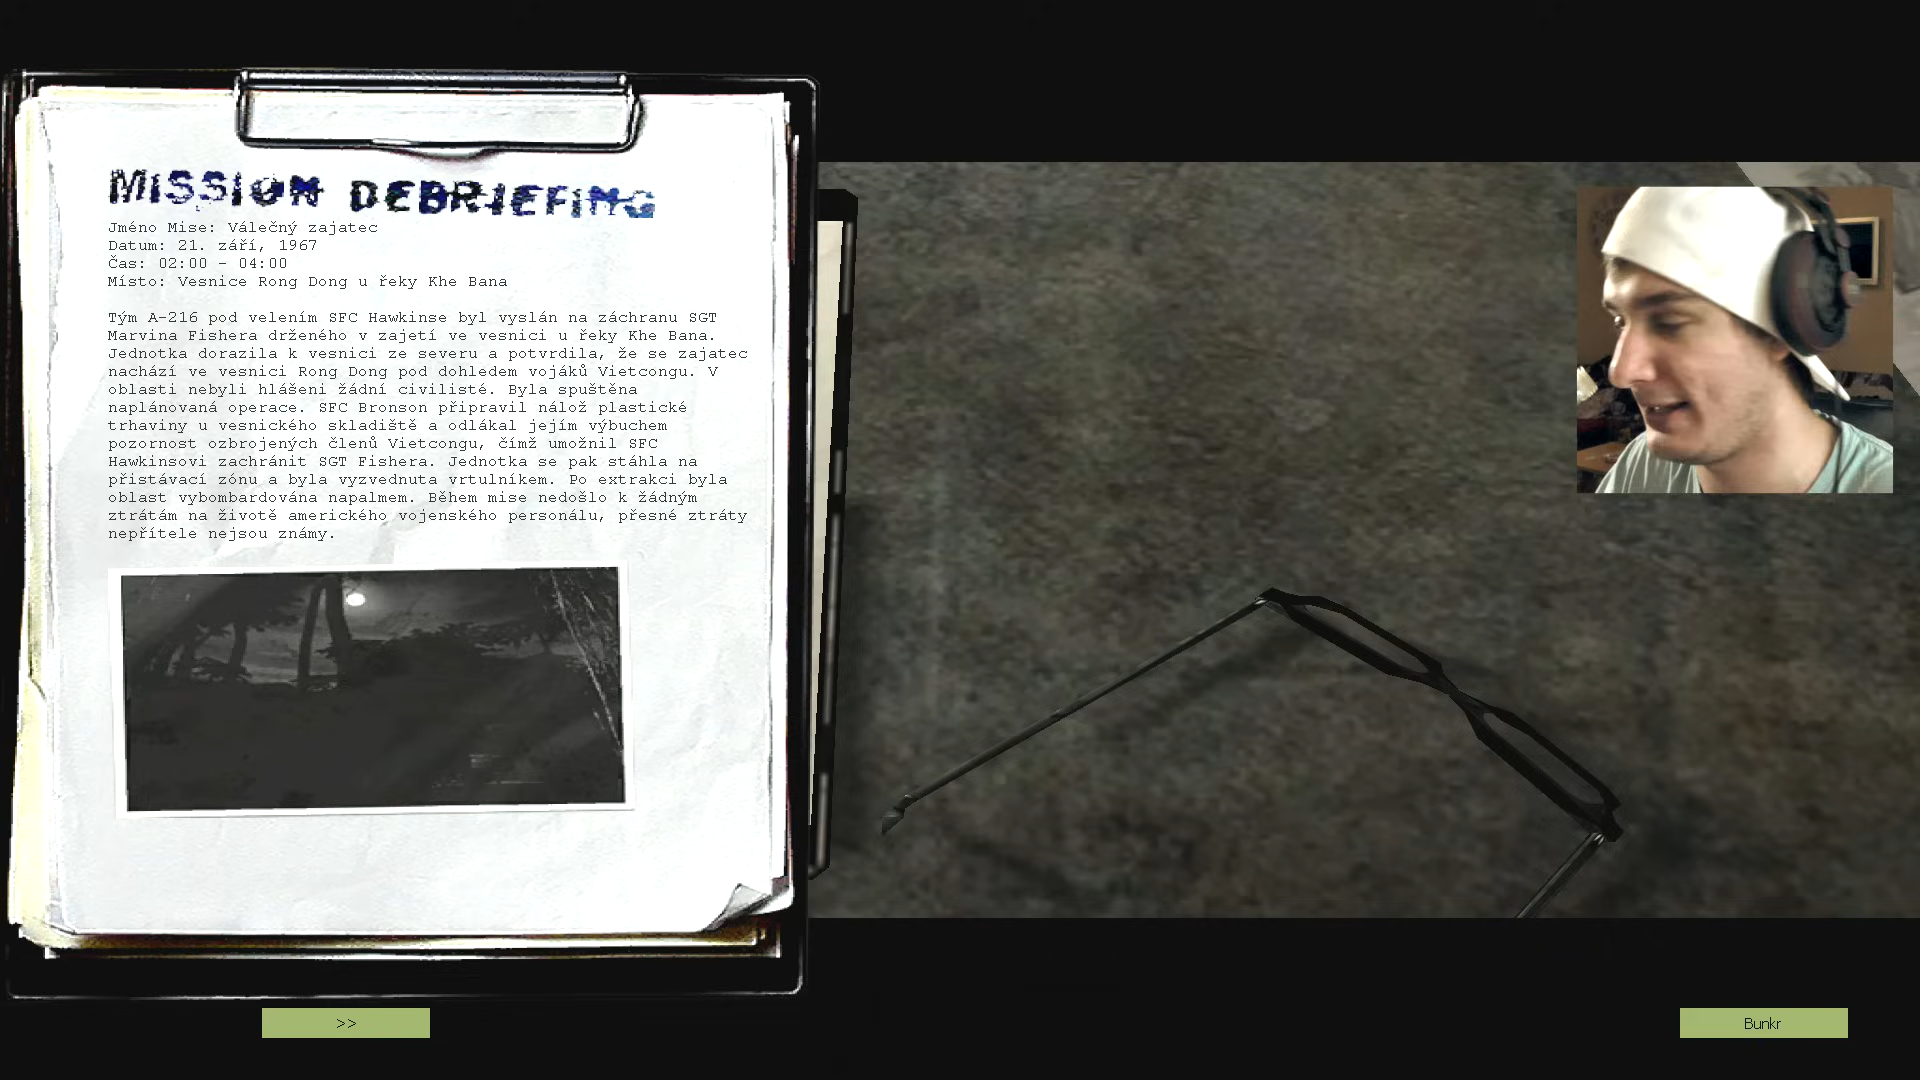 MISSION DEBRIEFING
Jméno Mise: Válečný zajatec
Datum: 21. září, 1967
Čas: 02:00 - 04:00
Místo: Vesnice Rong Dong u řeky Khe Bana
Tým A-216 pod velením SFC Hawkinse byl vyslán na záchranu SGT
Marvina Fishera drženého v zajetí ve vesnici u řeky Khe Bana.
Jednotka dorazila k vesnici ze severu a potvrdila, že se zajatec
nachází ve vesnici Rong Dong pod dohledem vojáků Vietcongu. V
oblasti nebyli hlášeni žádní civilisté. Byla spuštěna
naplánovaná operace. SFC Bronson připravil nálož plastické
trhaviny u vesnického skladiště a odlákal jejím výbuchem
pozornost ozbrojených členů Vietcongu, čímž umožnil SFC
Hawkinsovi zachránit SGT Fishera. Jednotka se pak stáhla na
přistávací zónu a byla vyzvednuta vrtulníkem. Po extrakci byla
oblast vybombardována napalmem. Během mise nedošlo k žádným
ztrátám na životě amerického vojenského personálu, přesné ztráty
nepřítele nejsou známy.
>>
Bunkr